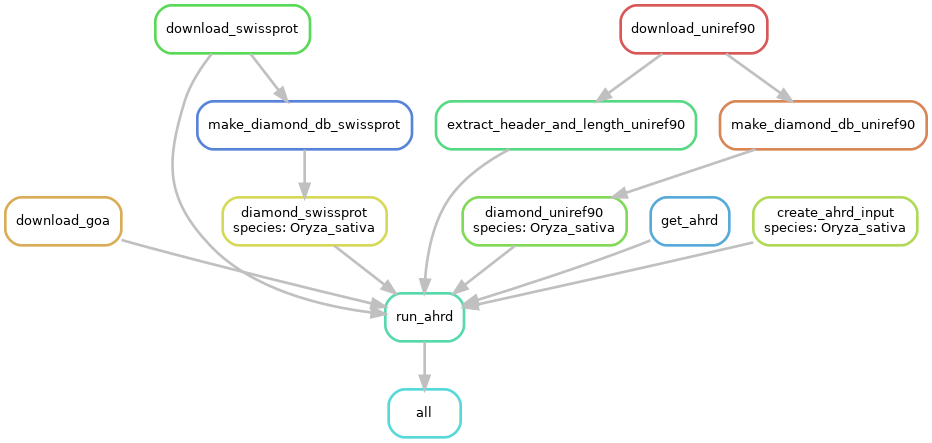 download_swissprot
download_uniref90
make_diamond_db_swissprot
extract_header_and_length_uniref90
make_diamond_db_uniref90
download_goa
diamond_swissprot
species: Oryza_sativa
diamond_uniref90
species: Oryza_sativa
get_ahrd
create_ahrd_input
species: Oryza_sativa
run_ahrd
all